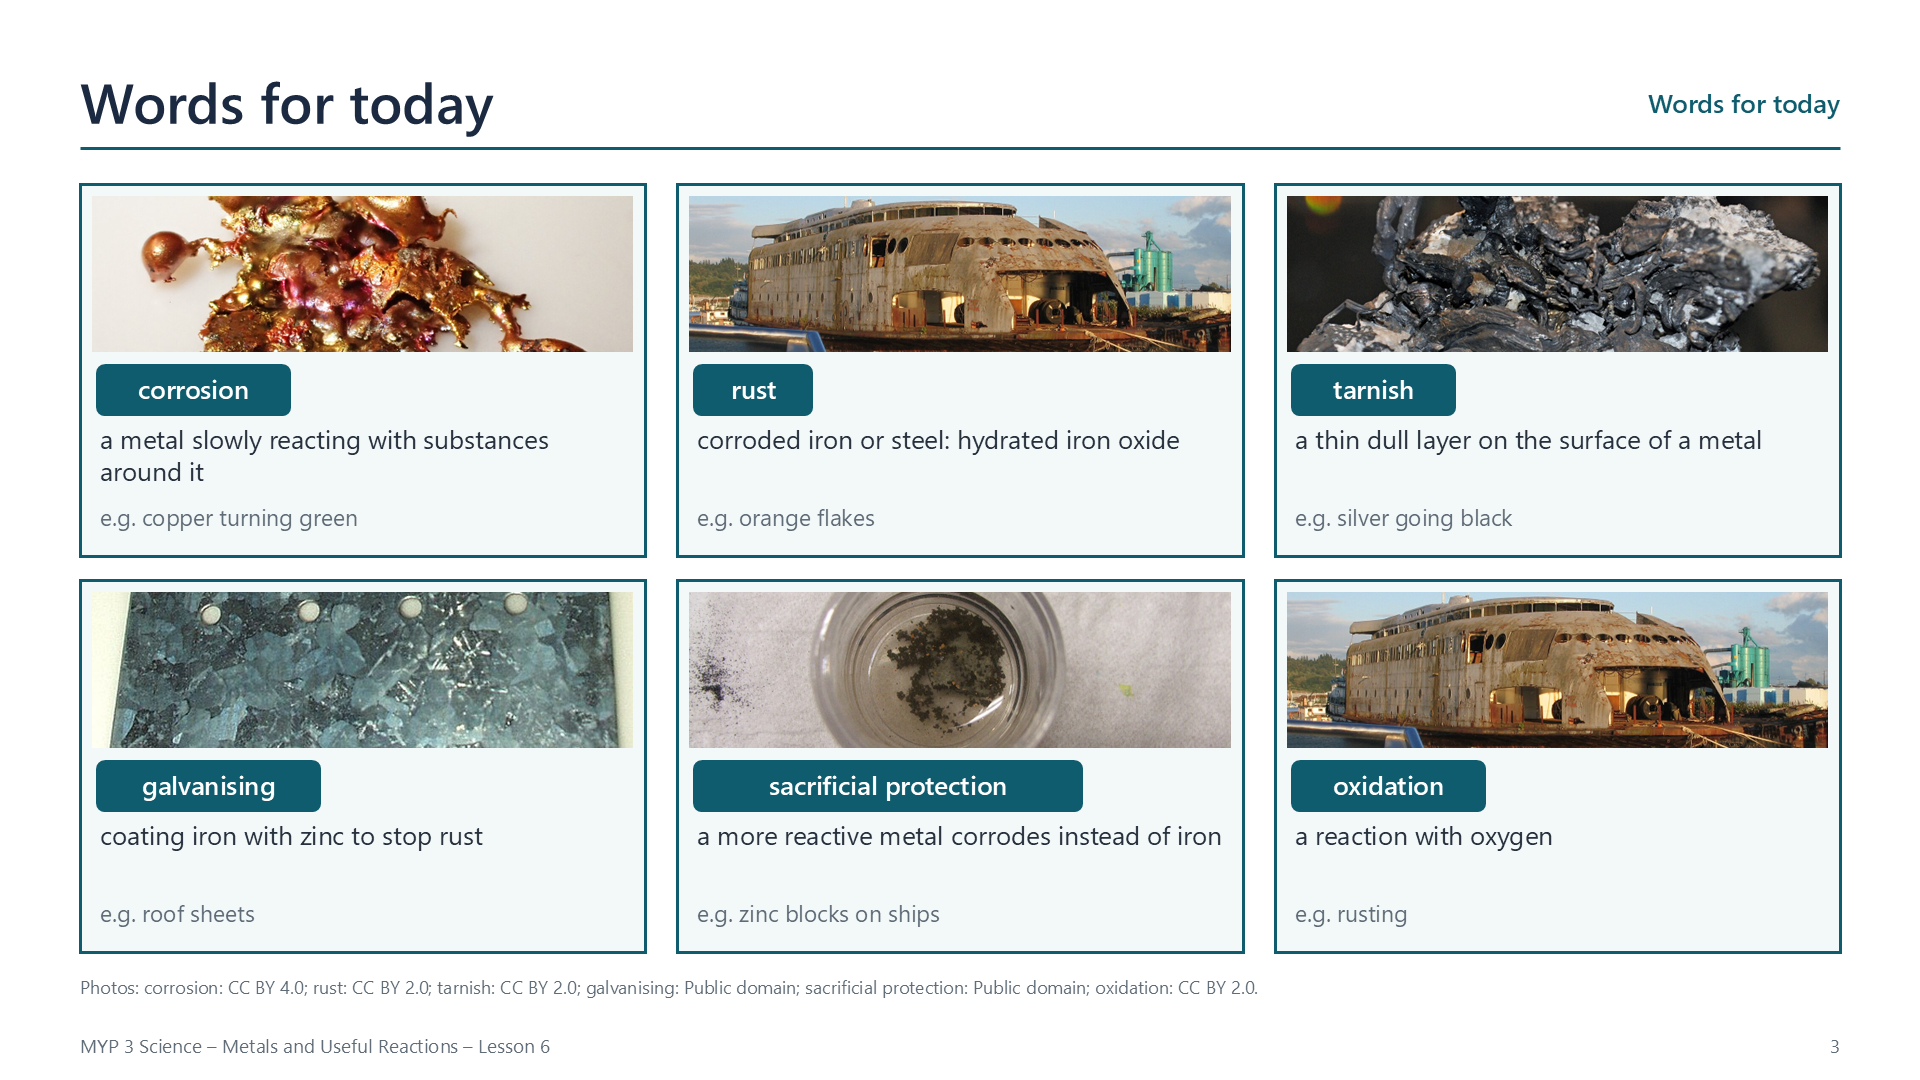 Words for today
Words for today
corrosion
a metal slowly reacting with substances
around it
e.g. copper turning green
rust
corroded iron or steel: hydrated iron oxide
e.g. orange flakes
tarnish
a thin dull layer on the surface of a metal
e.g. silver going black
galvanising
coating iron with zinc to stop rust
e.g. roof sheets
sacrificial protection
a more reactive metal corrodes instead of iron
e.g. zinc blocks on ships
oxidation
a reaction with oxygen
e.g. rusting
Photos: corrosion: CC BY 4.0; rust: CC BY 2.0; tarnish: CC BY 2.0; galvanising: Public domain; sacrificial protection: Public domain; oxidation: CC BY 2.0.
MYP 3 Science – Metals and Useful Reactions – Lesson 6
3